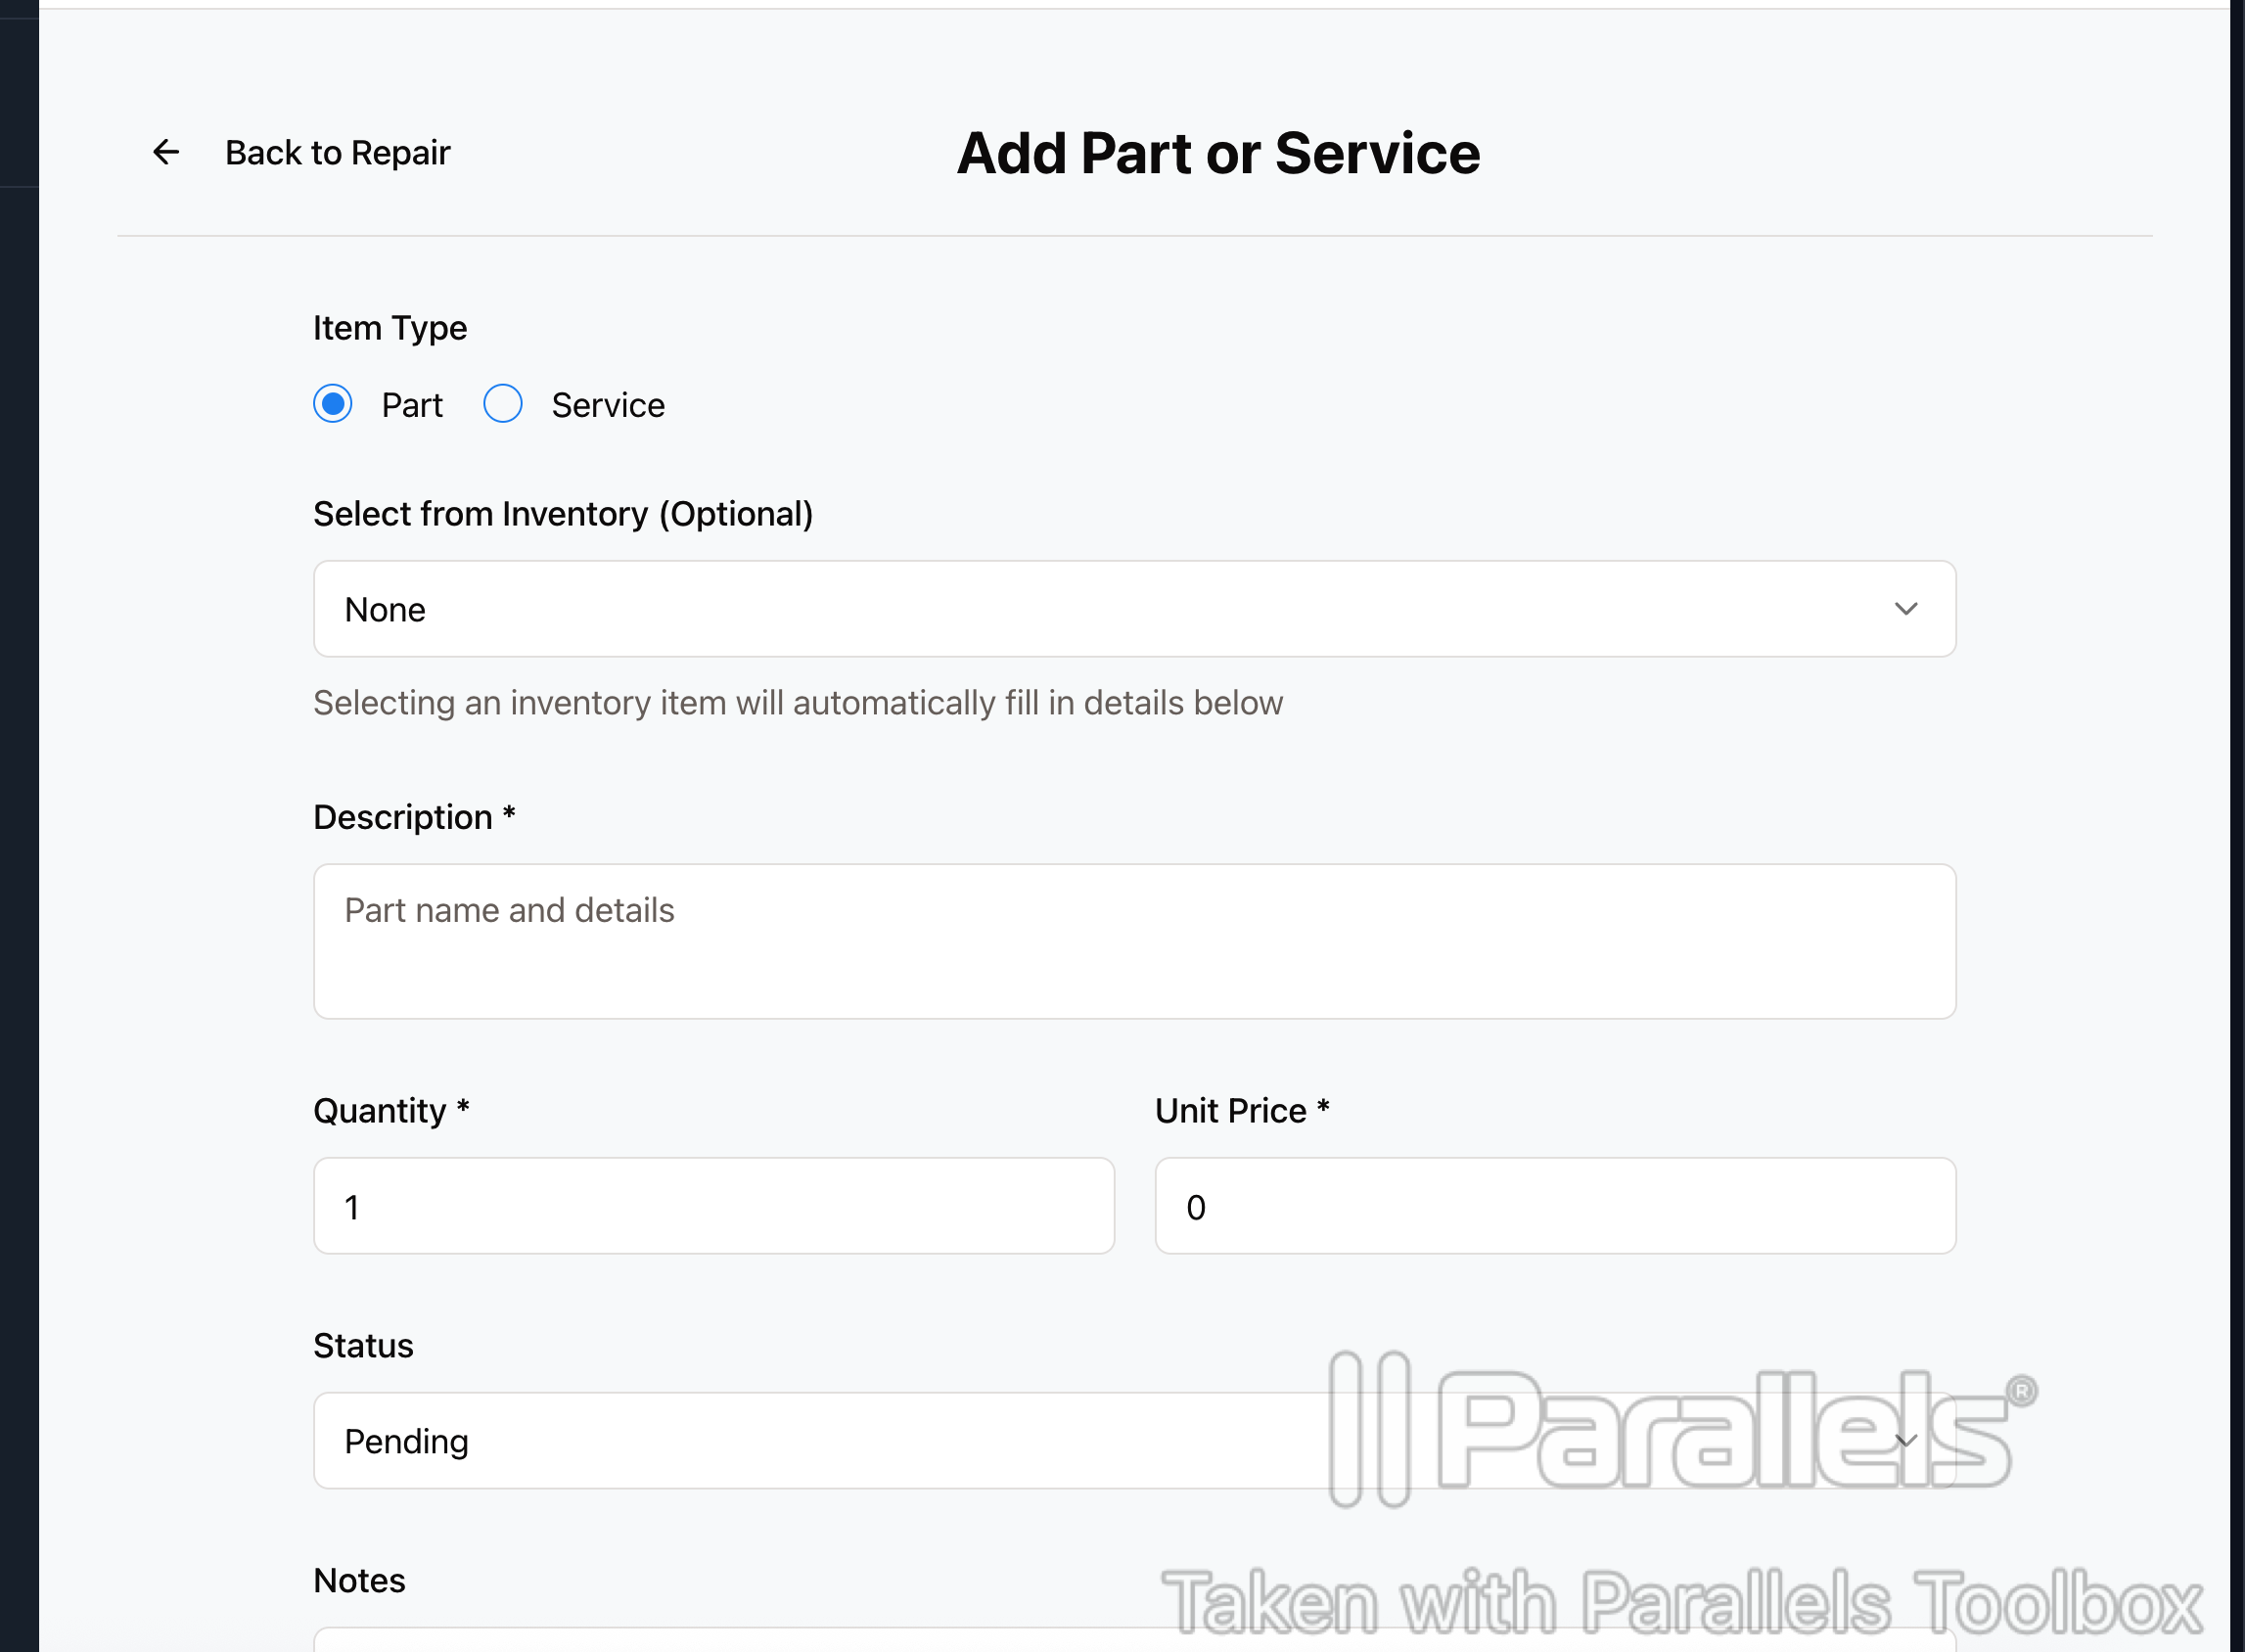 Back to Repair
Add Part or Service
Item Type
Part
Service
Select from Inventory (Optional)
None
Selecting an inventory item will automatically fill in details below
Description *
Part name and details
Quantity *
Unit Price *
1
0
Status
Pending
Parallels®
Notes
Taken with Parallels Toolbox